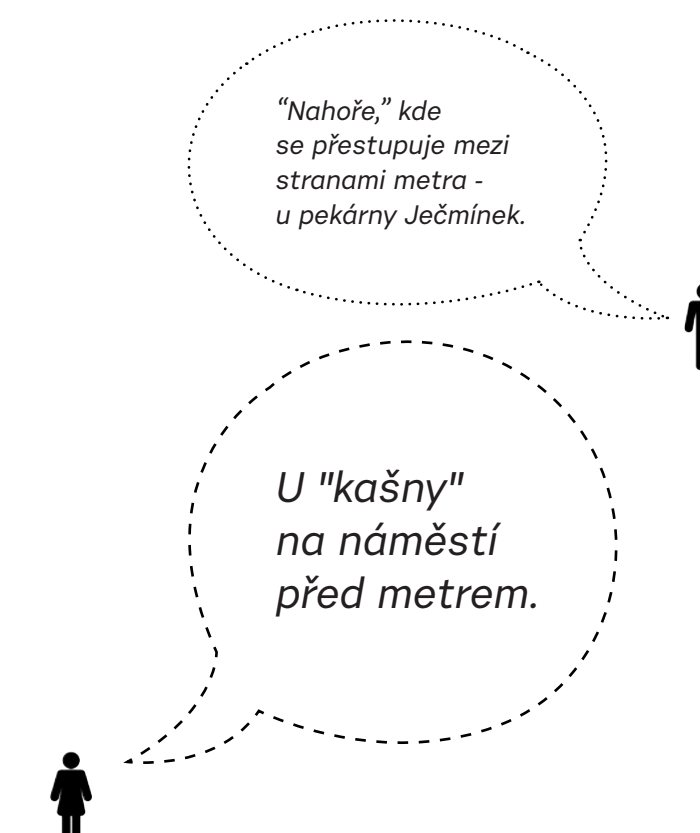 “Nahoře,” kde
se přestupuje mezi
stranami metra -
u pekárny Ječmínek.
U "kašny"
na náměstí
před metrem.